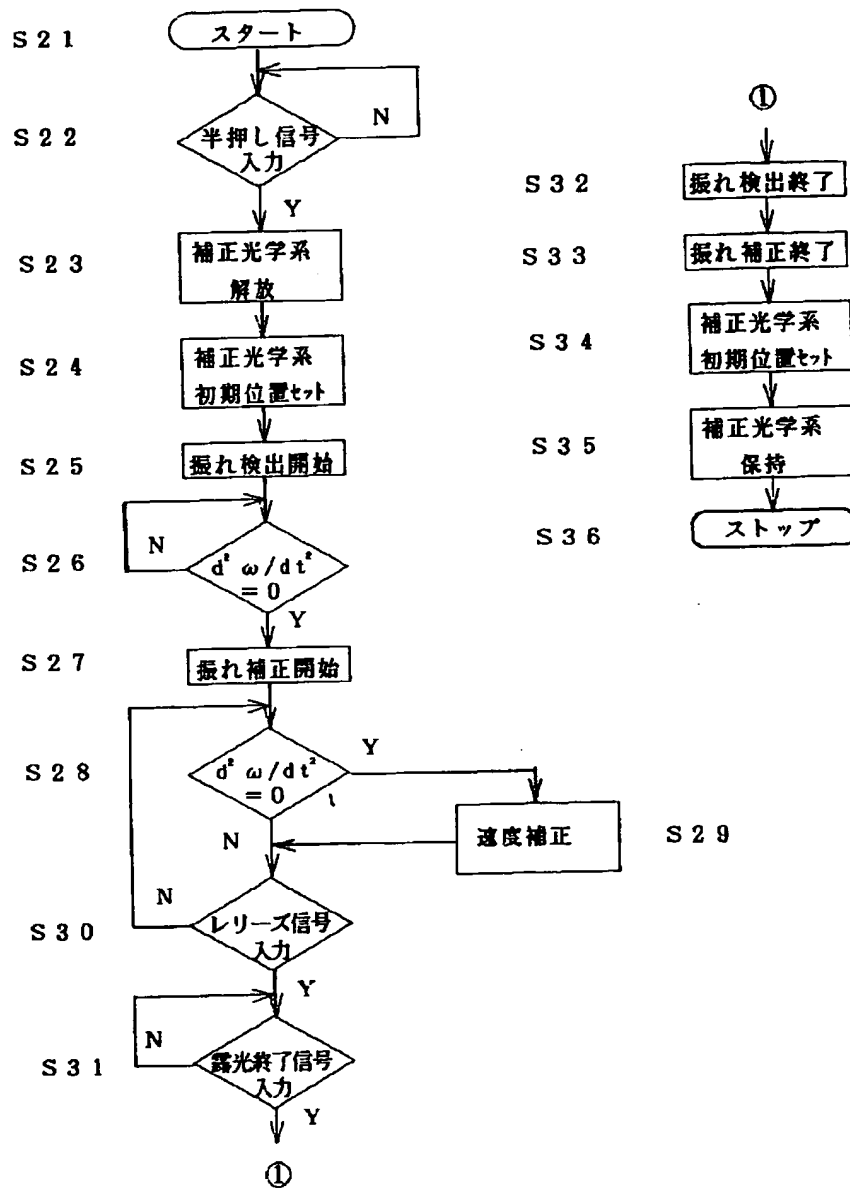 S21
スタート
N
S22
半押し信号
入力
Y
S23
補正光学系
解放
S24
補正光学系
初期位置セット
S25
振れ検出開始
N
S26
d² ω/dt²
= 0
Y
S27
振れ補正開始
S28
d² ω/dt²
= 0
Y
N
速度補正
S29
N
S30
レリーズ信号
入力
Y
N
S31
露光終了信号
入力
Y
①
①
S32
振れ検出終了
S33
振れ補正終了
S34
補正光学系
初期位置セット
S35
補正光学系
保持
S36
ストップ